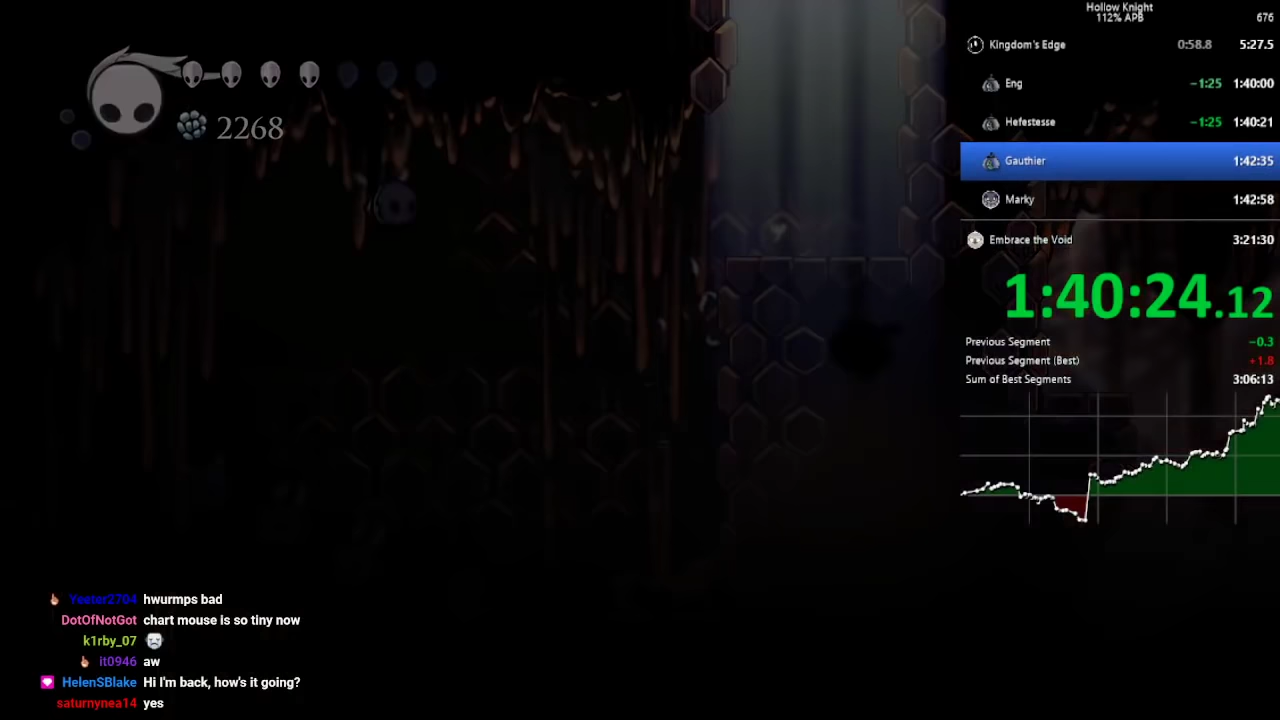 Hollow Knight
112% APB
676
Kingdom's Edge 0:58.8 5:27.5
Eng −1:25 1:40:00
Hefestesse −1:25 1:40:21
Gauthier 1:42:35
Marky 1:42:58
Embrace the Void 3:21:30
1:40:24.12
Previous Segment −0.3
Previous Segment (Best) +1.8
Sum of Best Segments 3:06:13
2268
Yeeter2704 hwurmps bad
DotOfNotGot chart mouse is so tiny now
k1rby_07
it0946 aw
HelenSBlake Hi I'm back, how's it going?
saturnynea14 yes